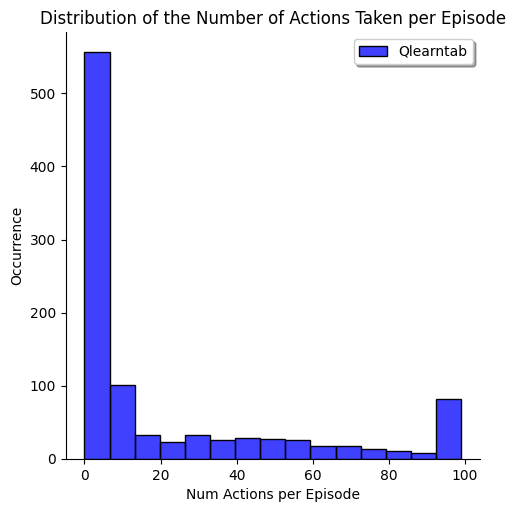 Distribution of the Number of Actions Taken per Episode
Qlearntab
500
400
300
200
100
0
Occurrence
0 20 40 60 80 100
Num Actions per Episode